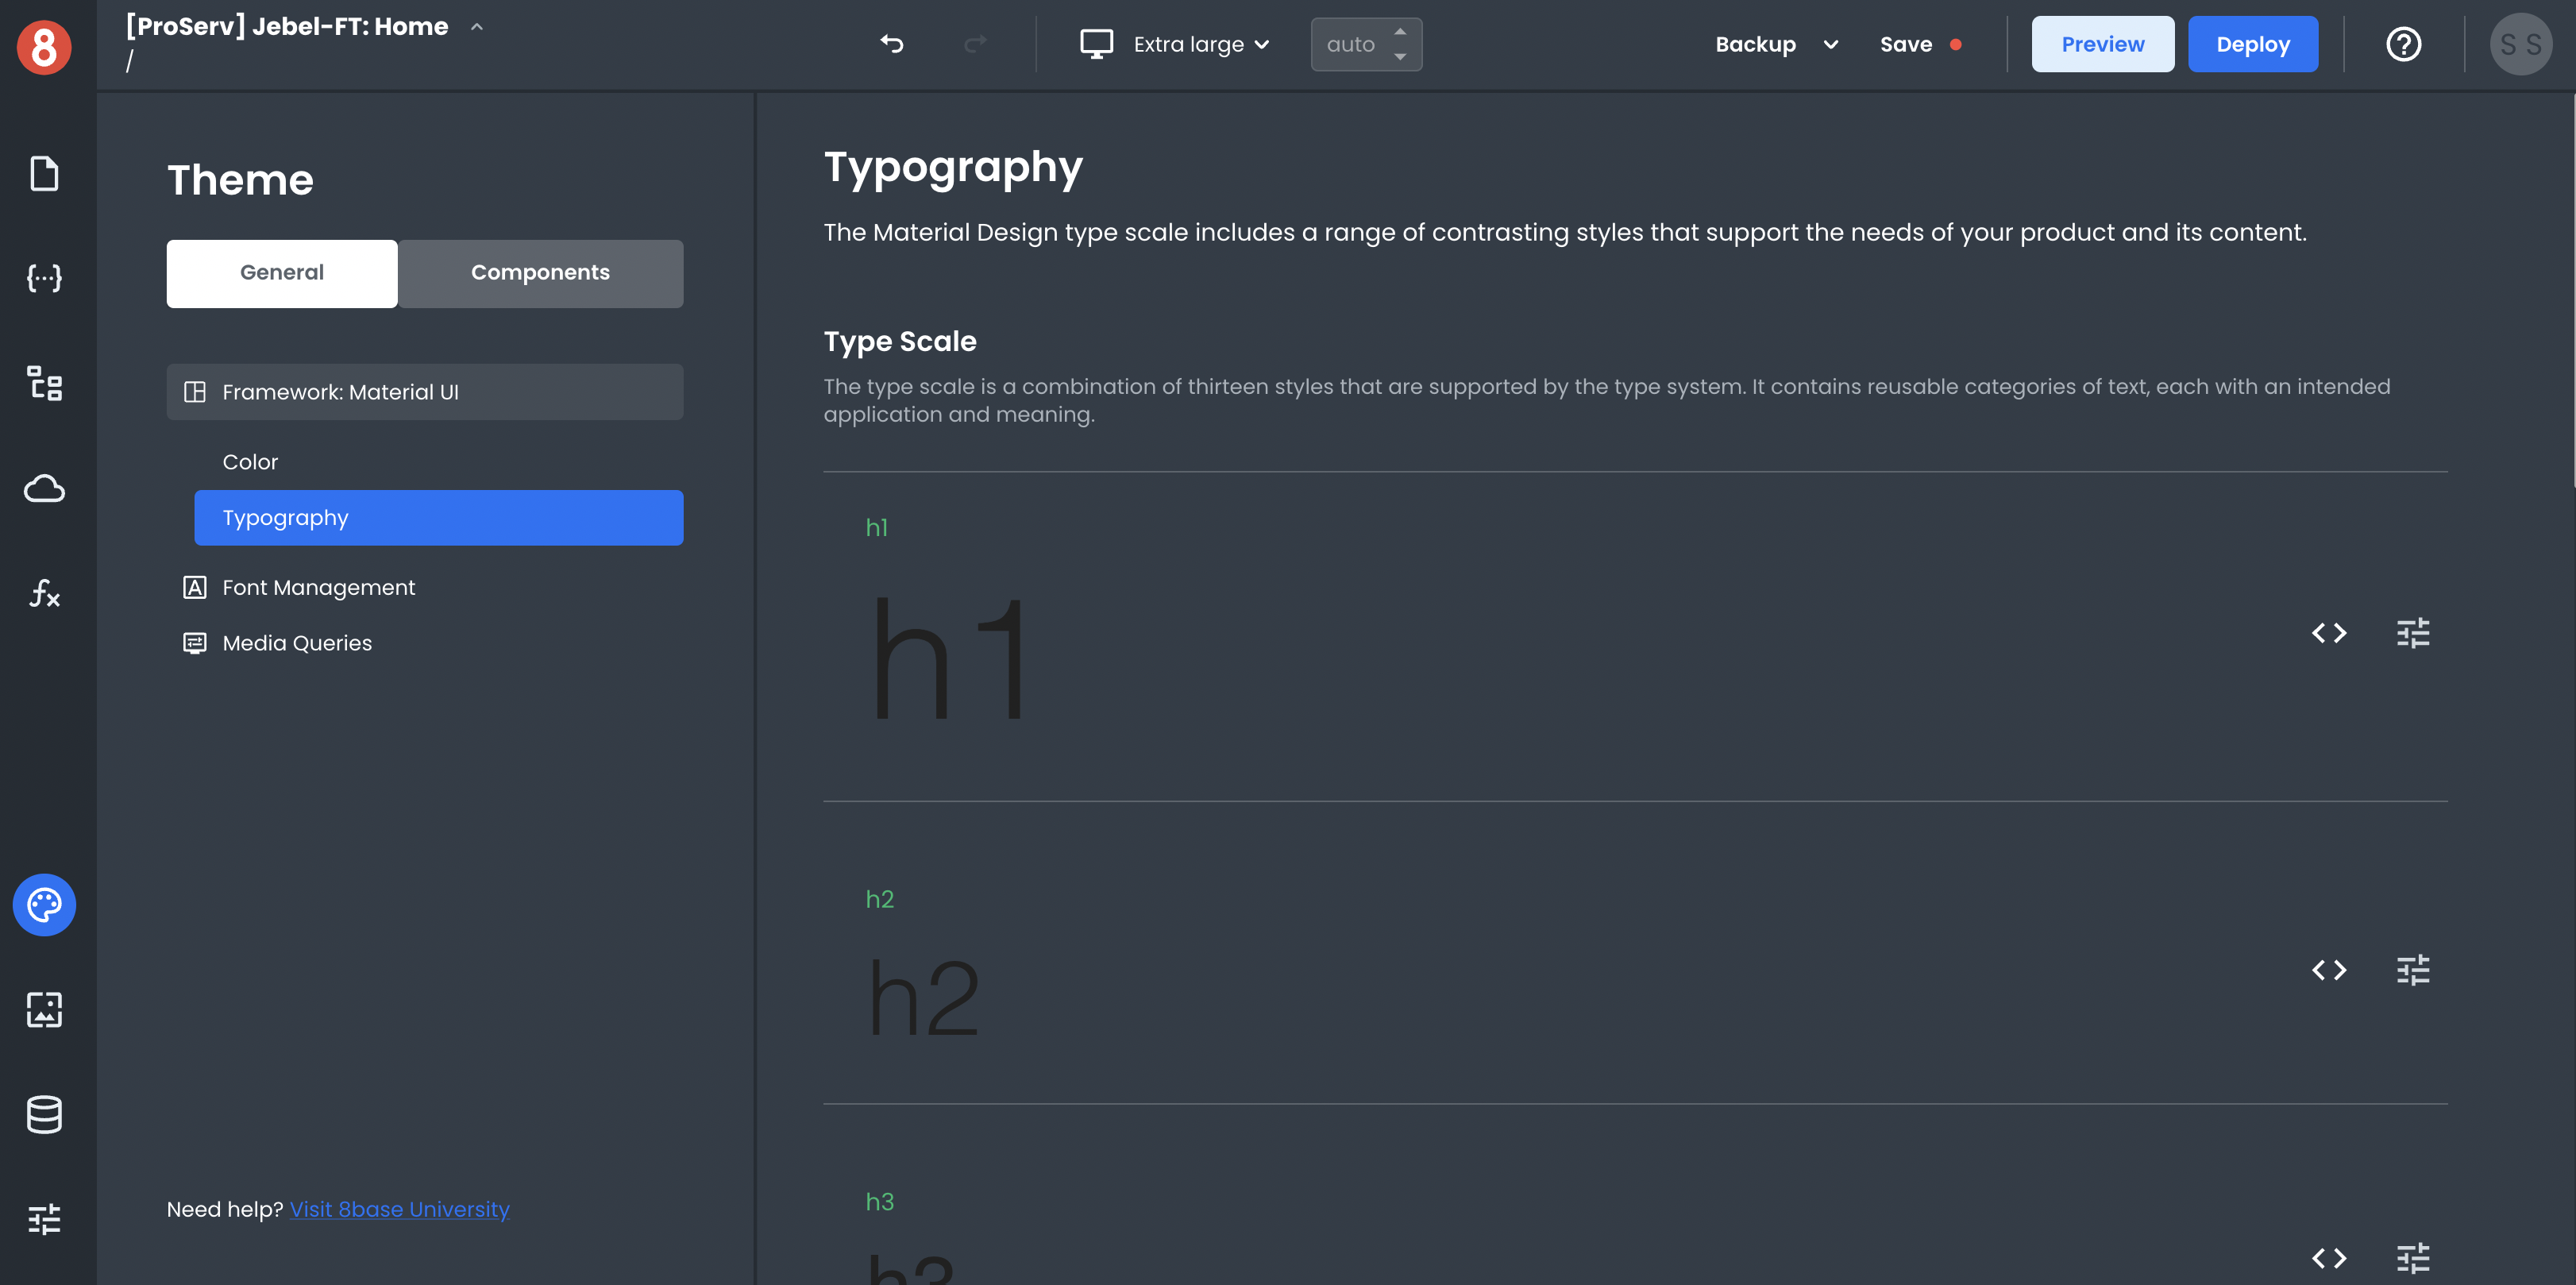 8
[ProServ] Jebel-FT: Home
/
Extra large
auto
Backup
Save
Preview
Deploy
?
S S
Theme
General
Components
Framework: Material UI
Color
Typography
A Font Management
Media Queries
Need help? Visit 8base University
Typography
The Material Design type scale includes a range of contrasting styles that support the needs of your product and its content.
Type Scale
The type scale is a combination of thirteen styles that are supported by the type system. It contains reusable categories of text, each with an intended
application and meaning.
h1
h1
h2
h2
h3
h3